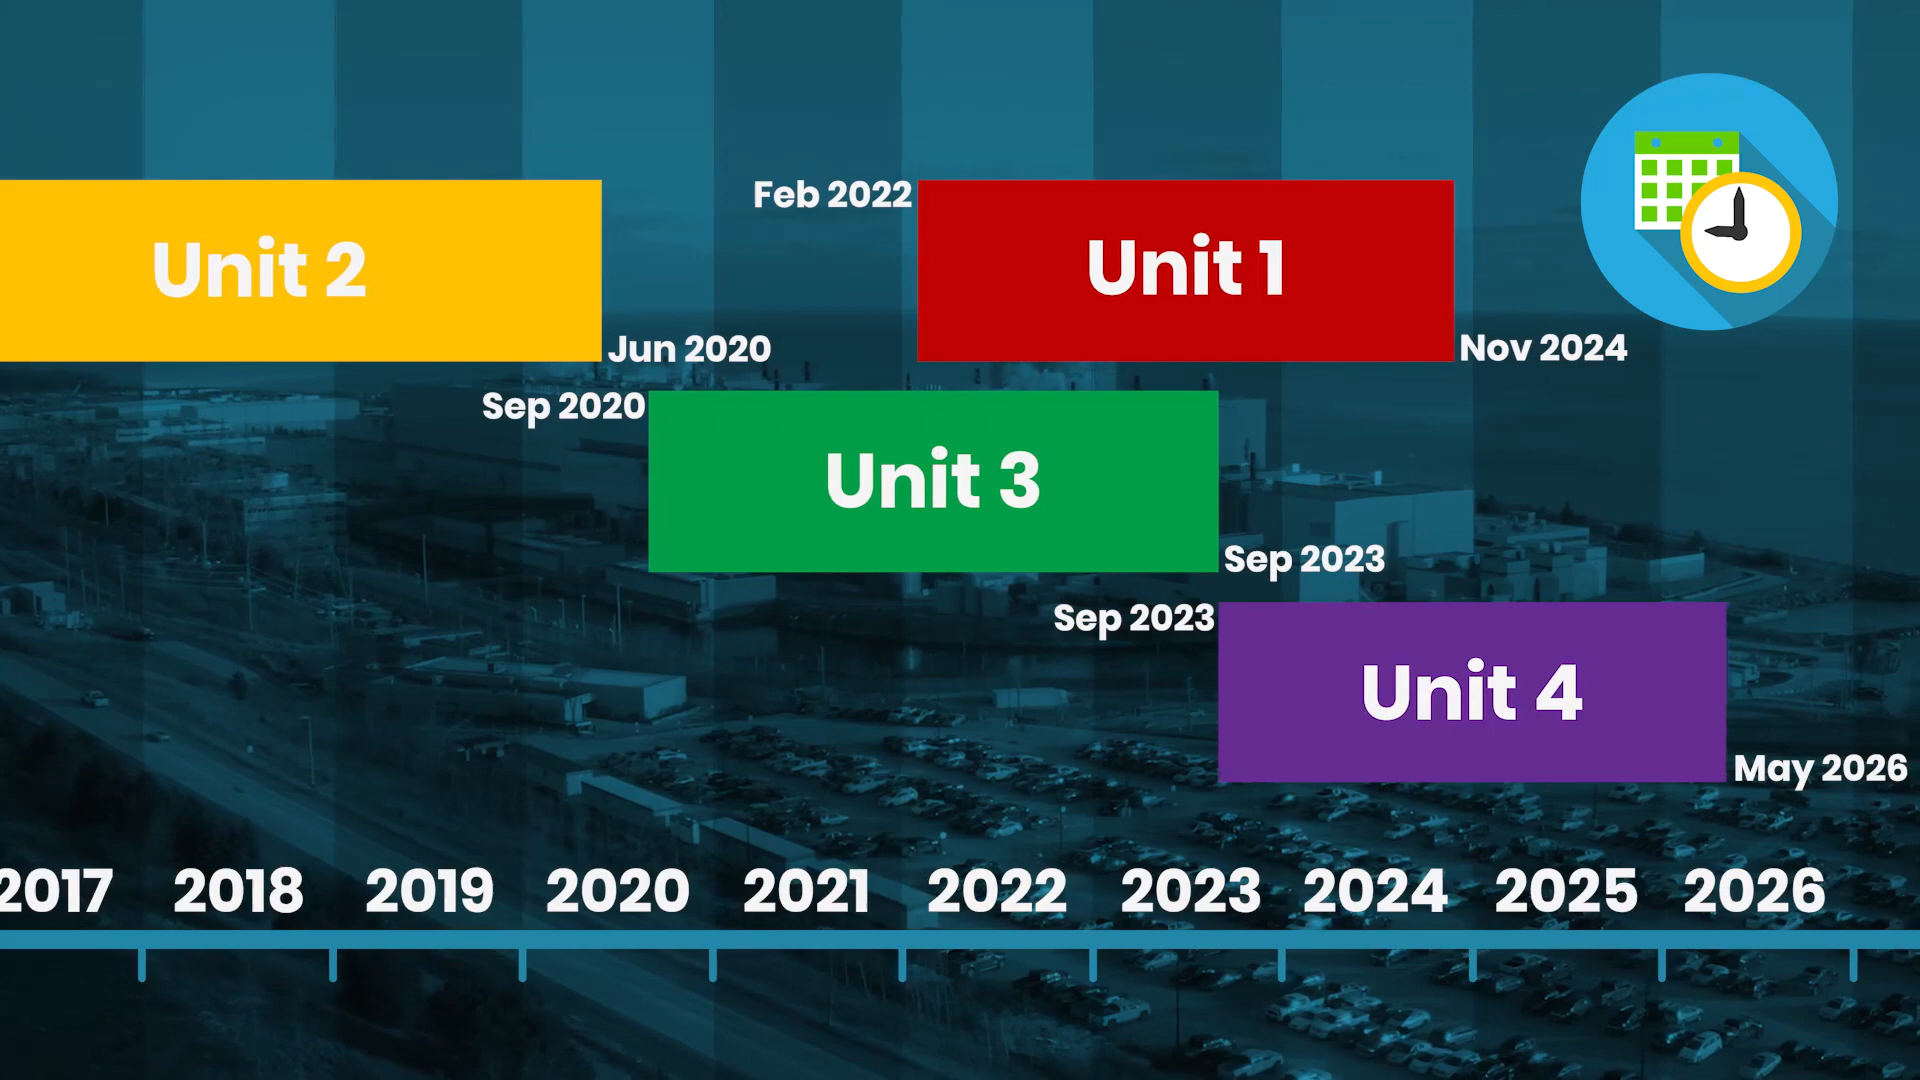 Unit 2
Jun 2020
Feb 2022
Unit 1
Nov 2024
Sep 2020
Unit 3
Sep 2023
Sep 2023
Unit 4
May 2026
2017 2018 2019 2020 2021 2022 2023 2024 2025 2026